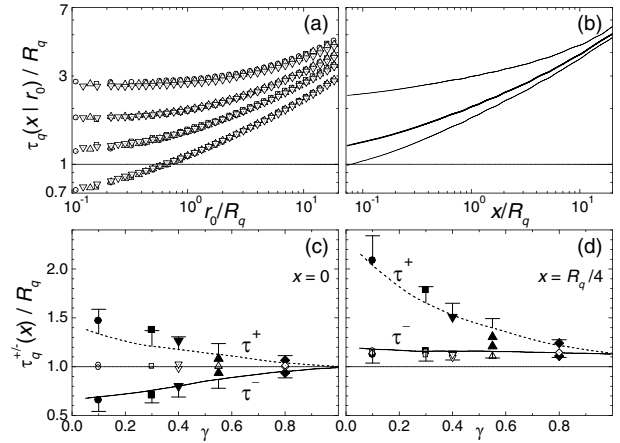 7
(a)
(b)
3
τq(x | r0) / Rq
1
0.7
10^-1 10^0 r0/Rq 10^1
10^-1 10^0 x/Rq 10^1
(c)
(d)
2.0
x = 0
x = Rq/4
τq^+/-(x) / Rq
1.5
τ^+
τ^+
τ^-
1.0
τ^-
0.5
0.0 0.2 0.4 γ 0.6 0.8
0.0 0.2 0.4 γ 0.6 0.8